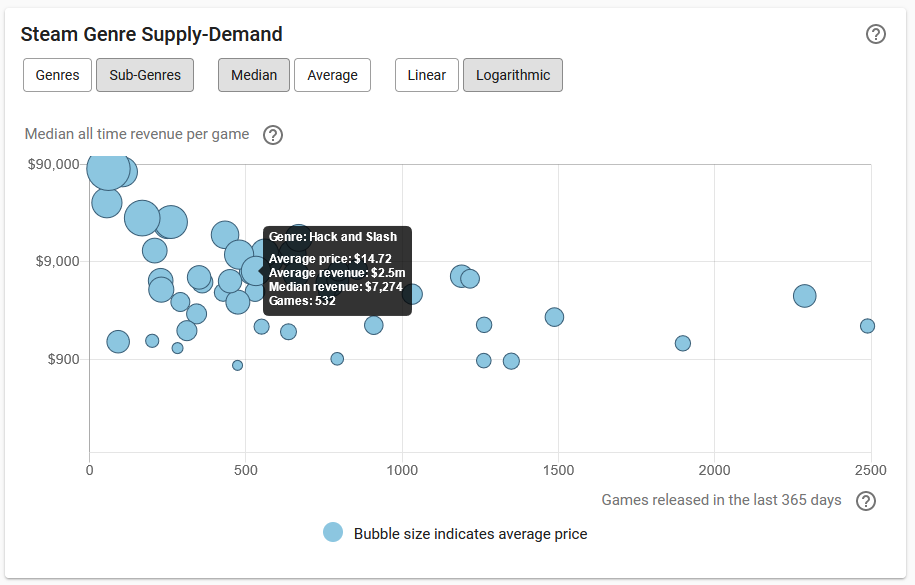 Steam Genre Supply-Demand ?
Genres Sub-Genres Median Average Linear Logarithmic
Median all time revenue per game ?
$90,000
Genre: Hack and Slash
$9,000
Average price: $14.72
Average revenue: $2.5m
Median revenue: $7,274
Games: 532
$900
0 500 1000 1500 2000 2500
Games released in the last 365 days ?
Bubble size indicates average price